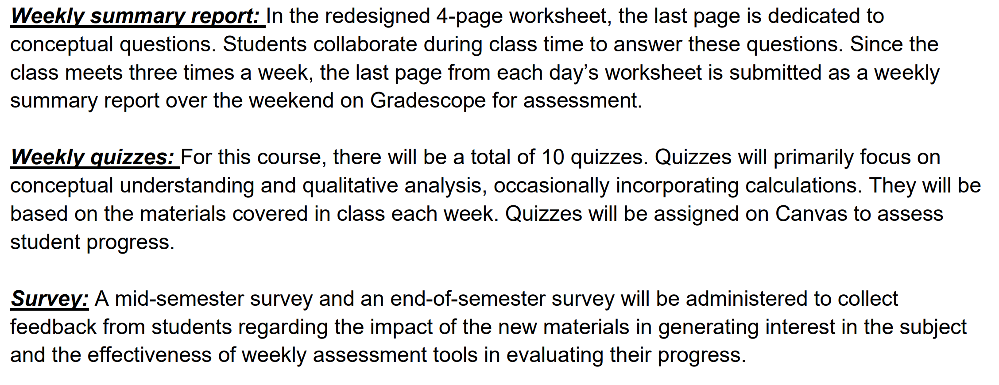 Weekly summary report: In the redesigned 4-page worksheet, the last page is dedicated to
conceptual questions. Students collaborate during class time to answer these questions. Since the
class meets three times a week, the last page from each day’s worksheet is submitted as a weekly
summary report over the weekend on Gradescope for assessment.
Weekly quizzes: For this course, there will be a total of 10 quizzes. Quizzes will primarily focus on
conceptual understanding and qualitative analysis, occasionally incorporating calculations. They will be
based on the materials covered in class each week. Quizzes will be assigned on Canvas to assess
student progress.
Survey: A mid-semester survey and an end-of-semester survey will be administered to collect
feedback from students regarding the impact of the new materials in generating interest in the subject
and the effectiveness of weekly assessment tools in evaluating their progress.